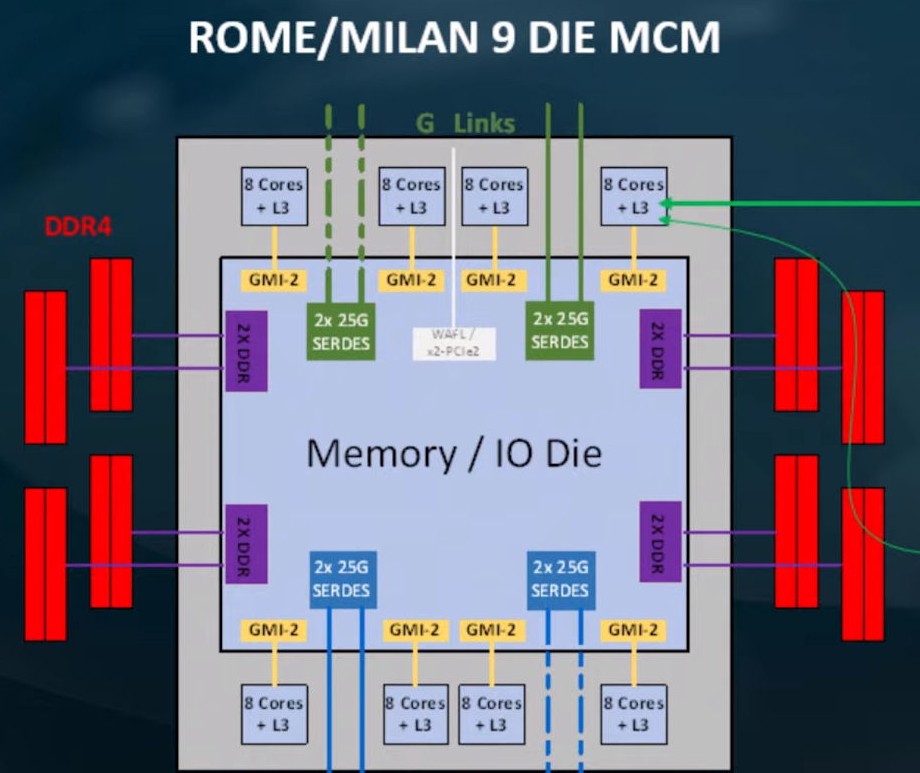 ROME/MILAN 9 DIE MCM
G Links
8 Cores
+ L3
8 Cores
+ L3
8 Cores
+ L3
8 Cores
+ L3
DDR4
GMI-2
GMI-2
GMI-2
GMI-2
2x 25G
SERDES
WAFL /
x2-PCIe2
2x 25G
SERDES
2X DDR
2X DDR
Memory / IO Die
2X DDR
2X DDR
2x 25G
SERDES
2x 25G
SERDES
GMI-2
GMI-2
GMI-2
GMI-2
8 Cores
+ L3
8 Cores
+ L3
8 Cores
+ L3
8 Cores
+ L3